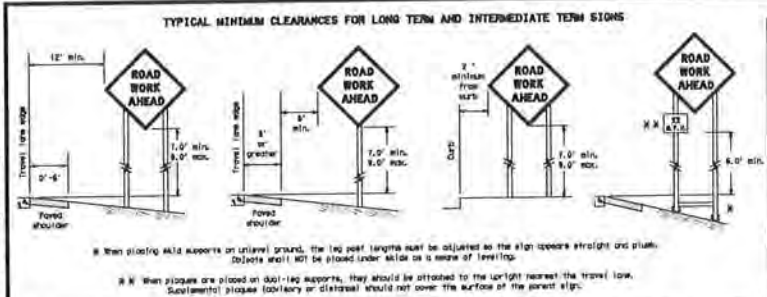 TYPICAL MINIMUM CLEARANCES FOR LONG TERM AND INTERMEDIATE TERM SIGNS
12' min.
ROAD
WORK
AHEAD
7.0' min.
9.0' max.
Travel lane edge
0'-6'
Paved
shoulder
ROAD
WORK
AHEAD
6'
min.
7.0' min.
9.0' max.
Travel lane edge
or
greater
Paved
shoulder
ROAD
WORK
AHEAD
2'
minimum
from
curb
7.0' min.
9.0' max.
Curb
ROAD
WORK
AHEAD
XX
6.0' min.
Paved
shoulder
* When placing skid supports on unlevel ground, the leg post lengths must be adjusted so the sign appears straight and plumb.
Objects shall NOT be placed under skids as a means of leveling.
* * When plaques are placed on dual-leg supports, they should be attached to the upright nearest the travel lane.
Supplemental plaques (advisory or distance) should not cover the surface of the parent sign.